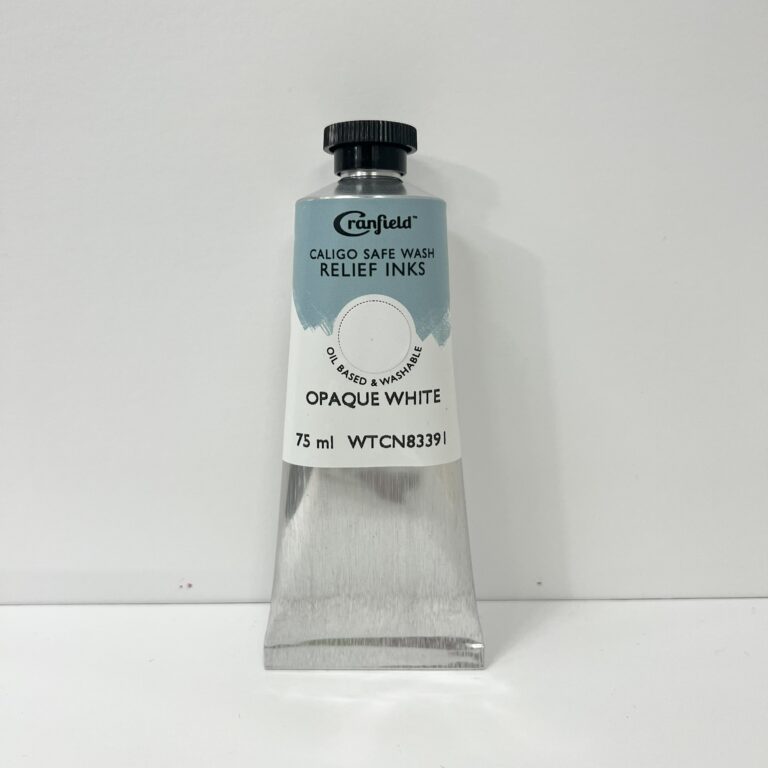 Cranfield™
CALIGO SAFE WASH
RELIEF INKS
OIL BASED & WASHABLE
OPAQUE WHITE
75 ml WTCN83391